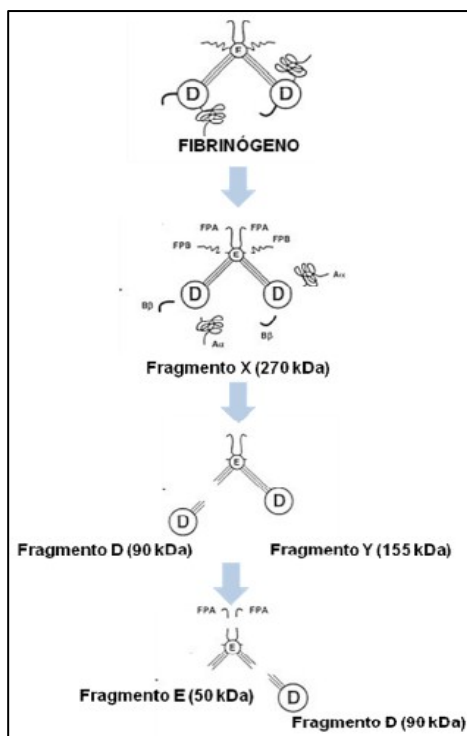 E
D D
FIBRINÓGENO
FPA FPA
FPB FPB
E
D D Aα
Bβ
Aα Bβ
Fragmento X (270 kDa)
E
D
D
Fragmento D (90 kDa) Fragmento Y (155 kDa)
FPA FPA
E
Fragmento E (50 kDa) D
Fragmento D (90 kDa)